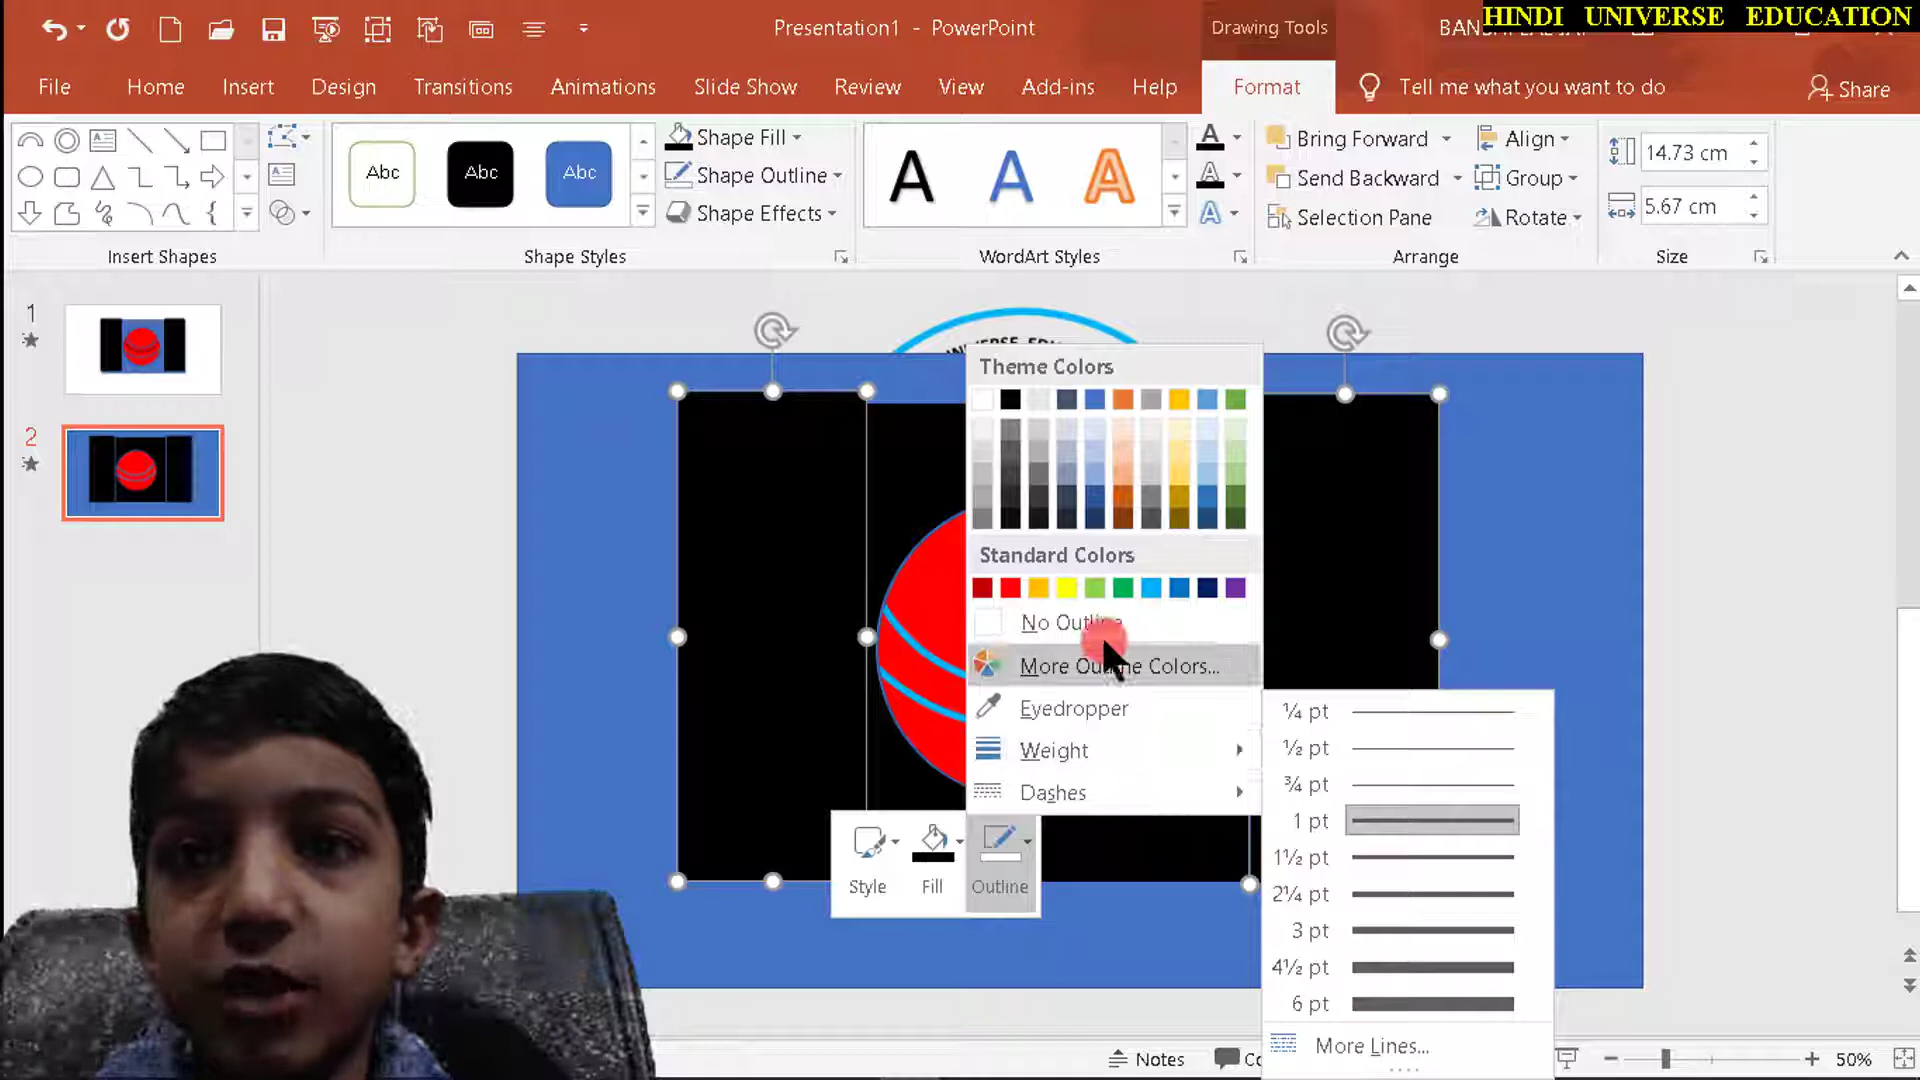 Presentation1 - PowerPoint
Drawing Tools
HINDI UNIVERSE EDUCATION
File Home Insert Design Transitions Animations Slide Show Review View Add-ins Help Format Tell me what you want to do Share
Abc Abc Abc
Shape Fill
Shape Outline
Shape Effects
A A A
Bring Forward
Send Backward
Selection Pane
Align
Group
Rotate
14.73 cm
5.67 cm
Insert Shapes Shape Styles WordArt Styles Arrange Size
1
2
Theme Colors
Standard Colors
No Outline
More Outline Colors...
Eyedropper
Weight
Dashes
Style Fill Outline
¼ pt
½ pt
¾ pt
1 pt
1½ pt
2¼ pt
3 pt
4½ pt
6 pt
More Lines...
Notes
50%